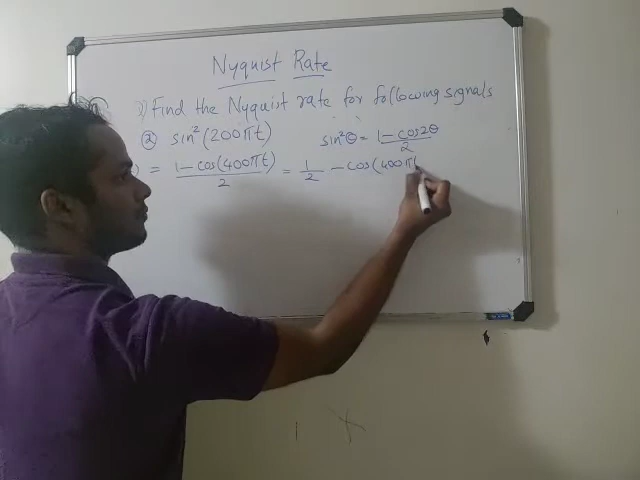 Nyquist Rate
Find the Nyquist rate for following signals
② sin²(200πt) sin²θ = 1-cos2θ/2
= 1-cos(400πt)/2 = 1/2 -cos(400π